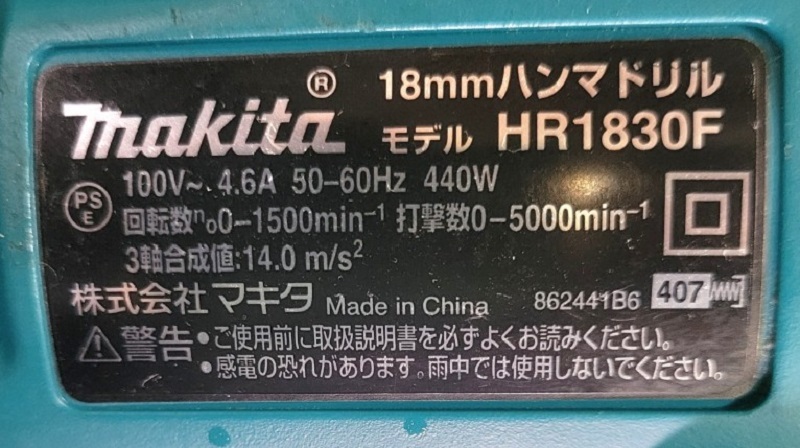 makita® 18mmハンマドリル
モデル HR1830F
PS E 100V～ 4.6A 50-60Hz 440W
回転数n₀0-1500min⁻¹ 打撃数0-5000min⁻¹
3軸合成値:14.0 m/s²
株式会社 マキタ Made in China 862441B6 407
⚠警告 •ご使用前に取扱説明書を必ずよくお読みください。
•感電の恐れがあります。雨中では使用しないでください。